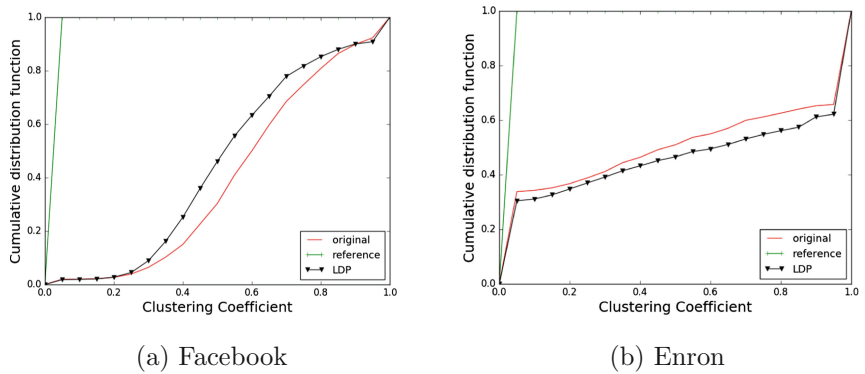 1.0
0.8
0.6
0.4
0.2
0.0
Cumulative distribution function
0.0 0.2 0.4 0.6 0.8 1.0
Clustering Coefficient
original
reference
LDP
(a) Facebook
1.0
0.8
0.6
0.4
0.2
0.0
Cumulative distribution function
0.0 0.2 0.4 0.6 0.8 1.0
Clustering Coefficient
original
reference
LDP
(b) Enron